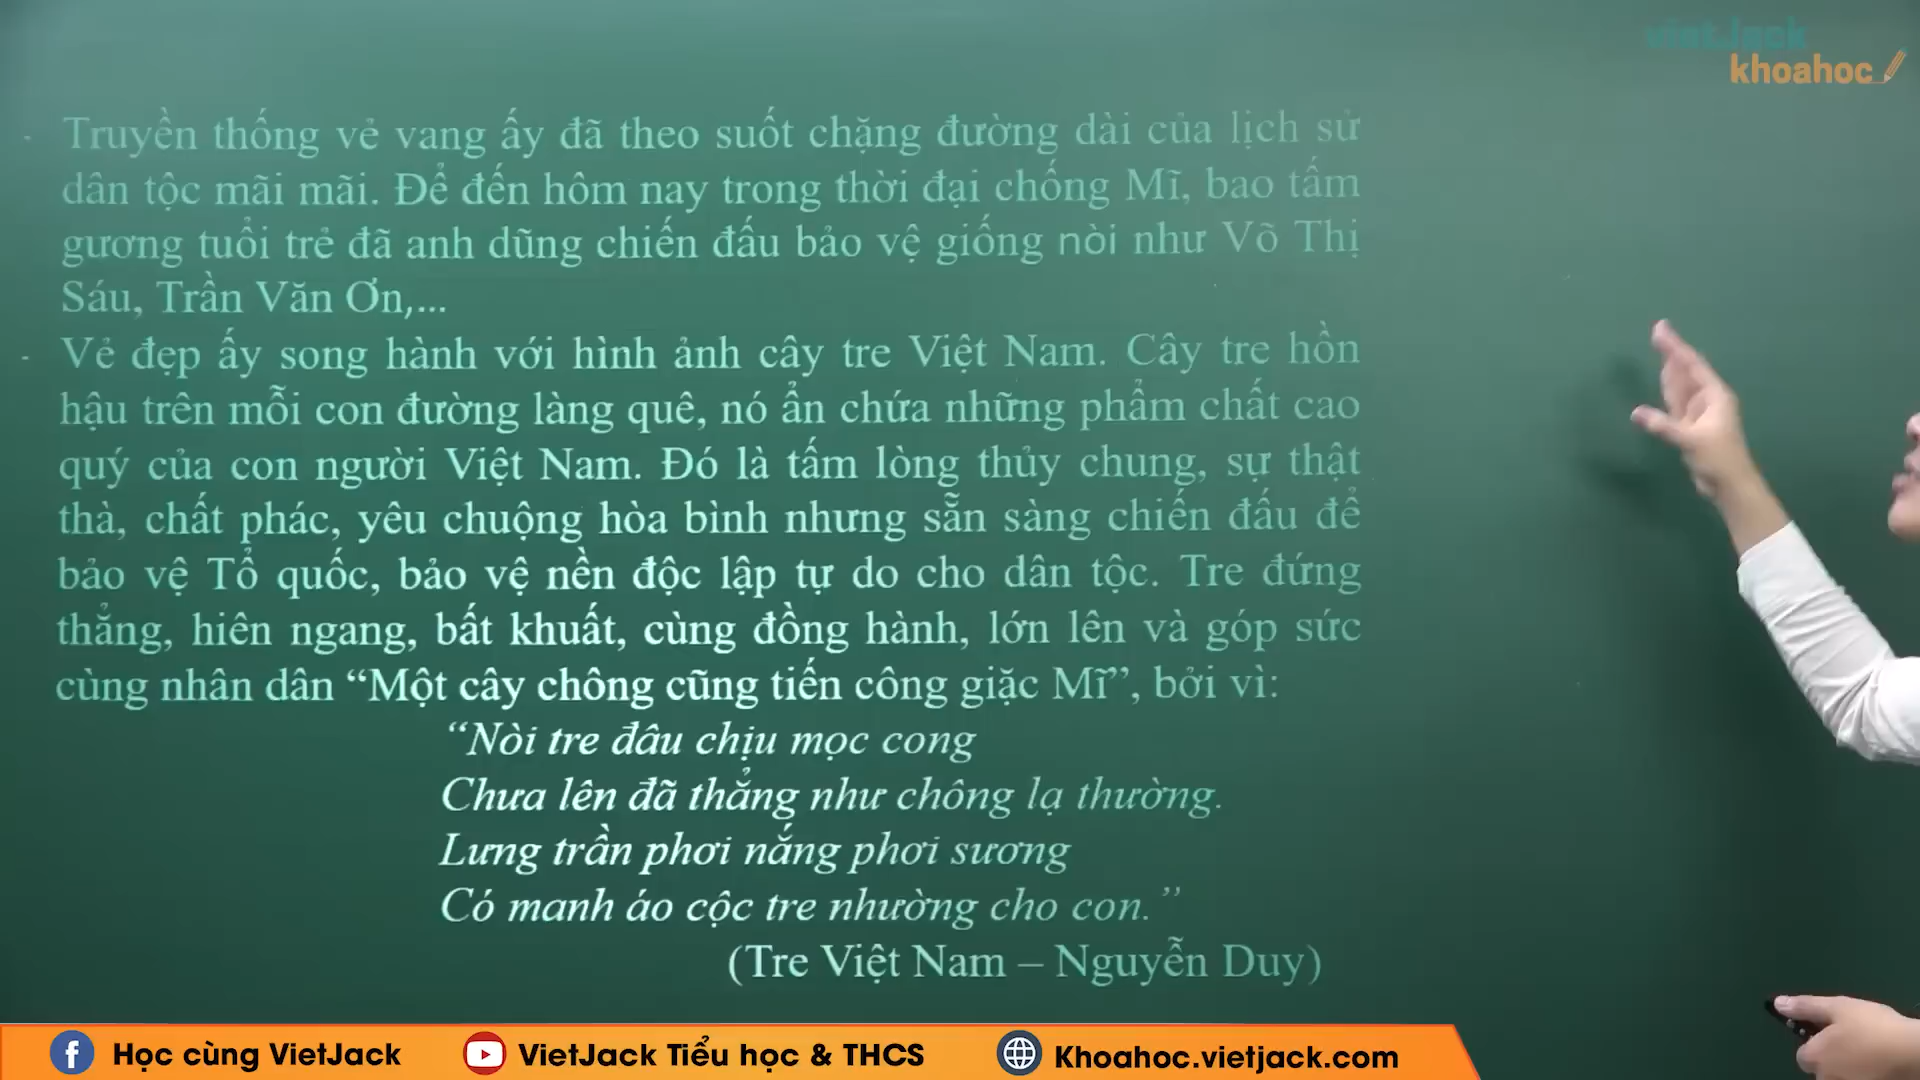 vietJack
khoahoc
- Truyền thống vẻ vang ấy đã theo suốt chặng đường dài của lịch sử
dân tộc mãi mãi. Để đến hôm nay trong thời đại chống Mĩ, bao tấm
gương tuổi trẻ đã anh dũng chiến đấu bảo vệ giống nòi như Võ Thị
Sáu, Trần Văn Ơn,...
- Vẻ đẹp ấy song hành với hình ảnh cây tre Việt Nam. Cây tre hồn
hậu trên mỗi con đường làng quê, nó ẩn chứa những phẩm chất cao
quý của con người Việt Nam. Đó là tấm lòng thủy chung, sự thật
thà, chất phác, yêu chuộng hòa bình nhưng sẵn sàng chiến đấu để
bảo vệ Tổ quốc, bảo vệ nền độc lập tự do cho dân tộc. Tre đứng
thẳng, hiên ngang, bất khuất, cùng đồng hành, lớn lên và góp sức
cùng nhân dân “Một cây chông cũng tiến công giặc Mĩ”, bởi vì:
“Nòi tre đâu chịu mọc cong
Chưa lên đã thẳng như chông lạ thường.
Lưng trần phơi nắng phơi sương
Có manh áo cộc tre nhường cho con.”
(Tre Việt Nam – Nguyễn Duy)
Học cùng VietJack
VietJack Tiểu học & THCS
Khoahoc.vietjack.com